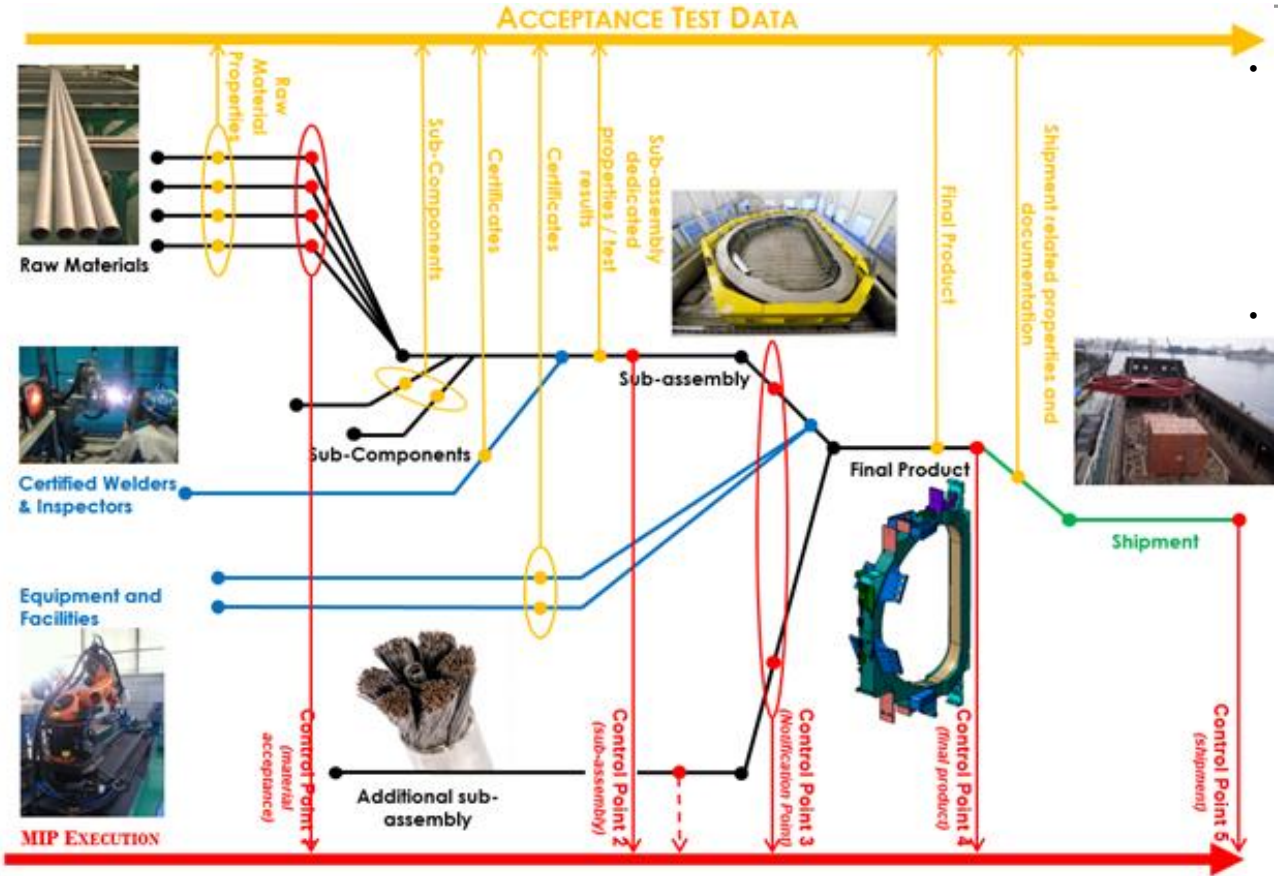 ACCEPTANCE TEST DATA
Raw
Material
Properties
Sub-Components
Certificates
Certificates
Sub-assembly
dedicated
properties / test
results
Final Product
Shipment related properties and
documentation
Raw Materials
Sub-assembly
Sub-Components
Certified Welders
& Inspectors
Final Product
Shipment
Equipment and
Facilities
Additional sub-
assembly
Control Point
(material
acceptance)
Control Point 2
(sub-assembly)
Control Point 3
(Notification Point)
Control Point 4
(final product)
Control Point 5
(shipment)
MIP EXECUTION